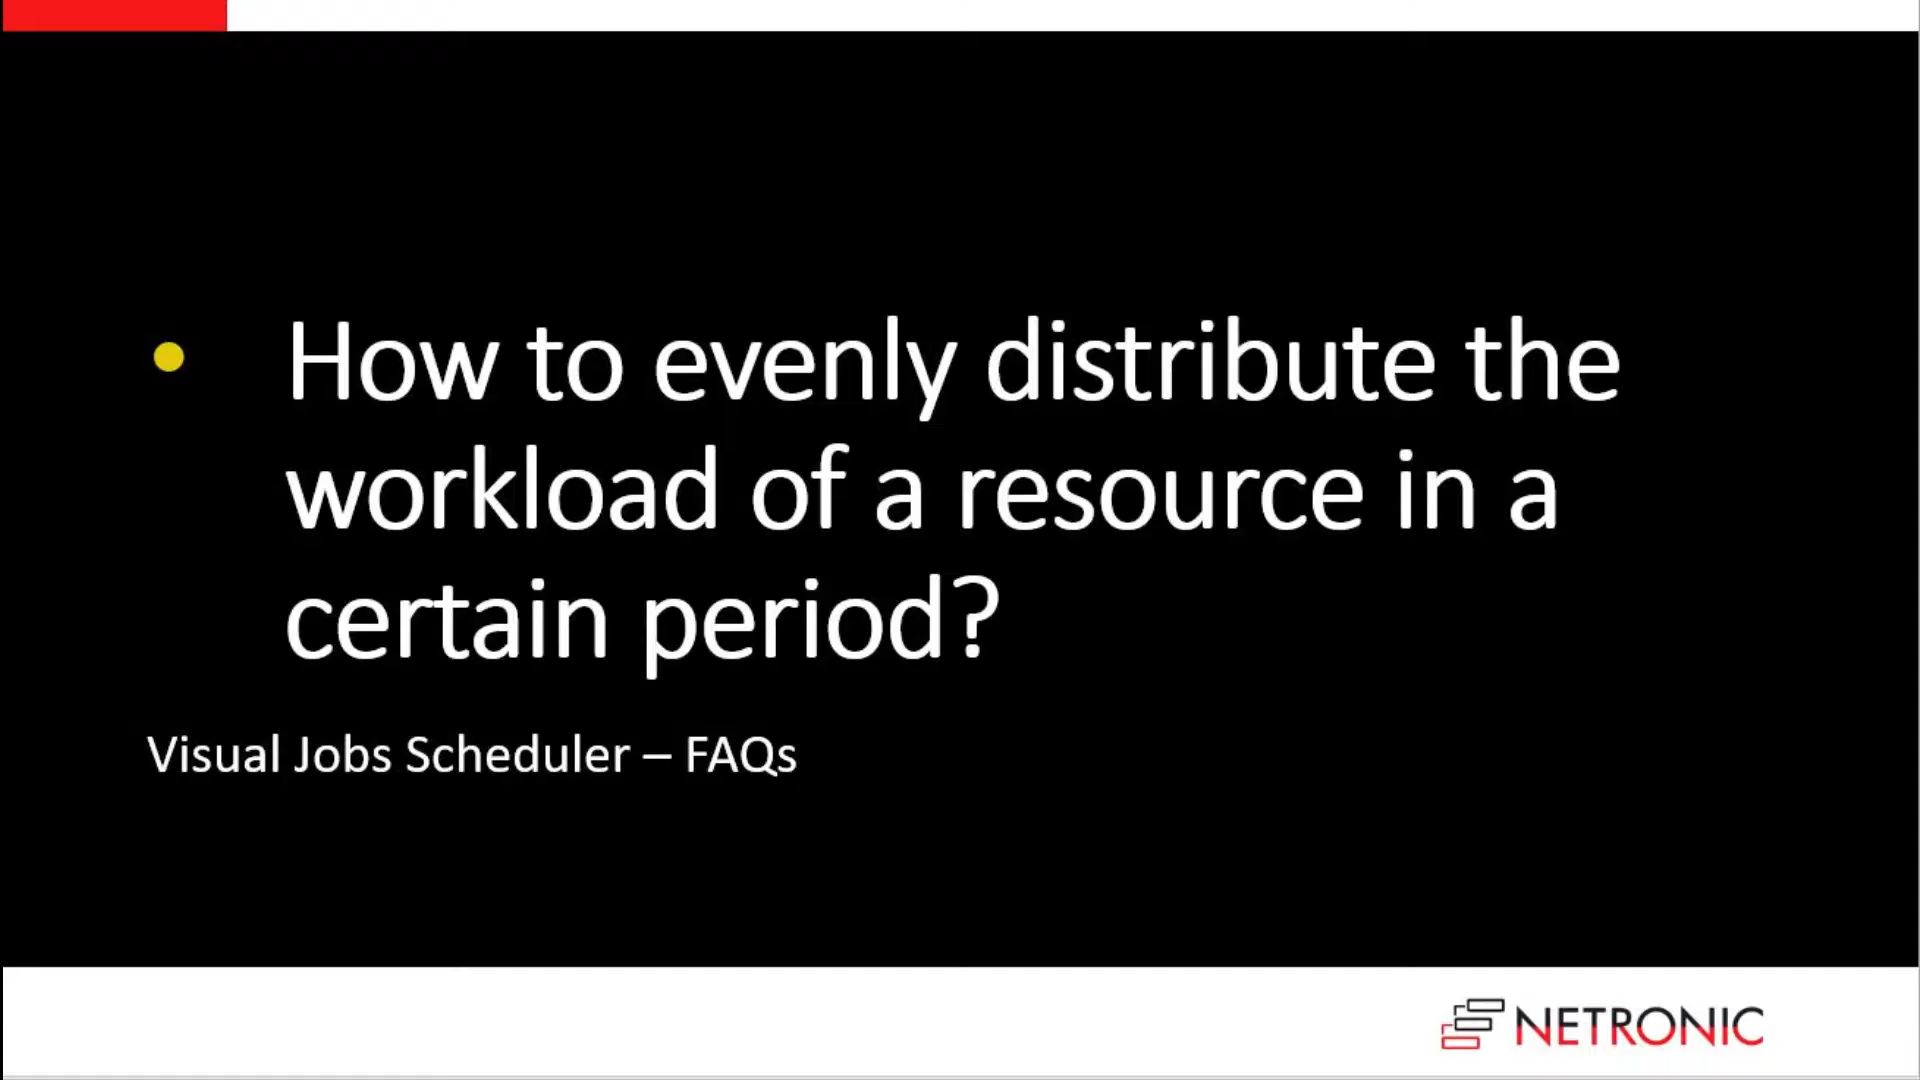 How to evenly distribute the
workload of a resource in a
certain period?
Visual Jobs Scheduler – FAQs
NETRONIC